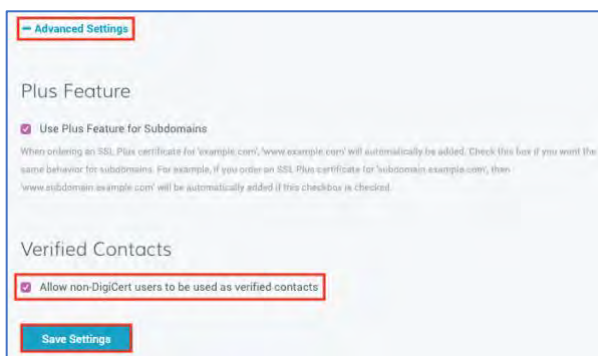 Advanced Settings
Plus Feature
Use Plus Feature for Subdomains
When ordering an SSL Plus certificate for 'example.com', 'www.example.com' will automatically be added. Check this box if you want the
same behavior for subdomains. For example, if you order an SSL Plus certificate for 'subdomain.example.com', then
'www.subdomain.example.com' will be automatically added if this checkbox is checked.
Verified Contacts
Allow non-DigiCert users to be used as verified contacts
Save Settings